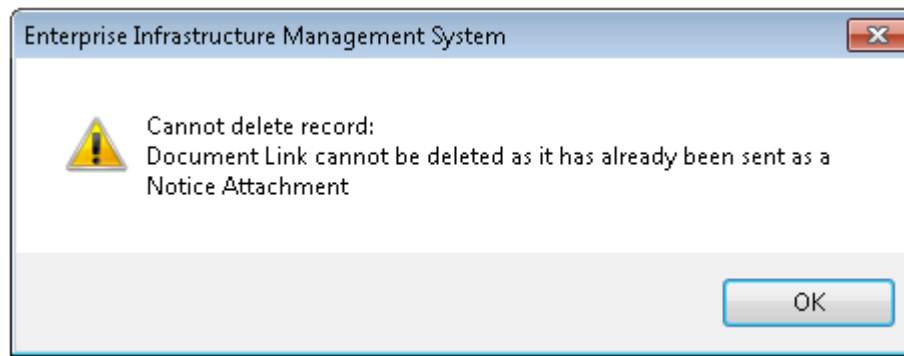 Enterprise Infrastructure Management System
Cannot delete record:
Document Link cannot be deleted as it has already been sent as a
Notice Attachment
OK